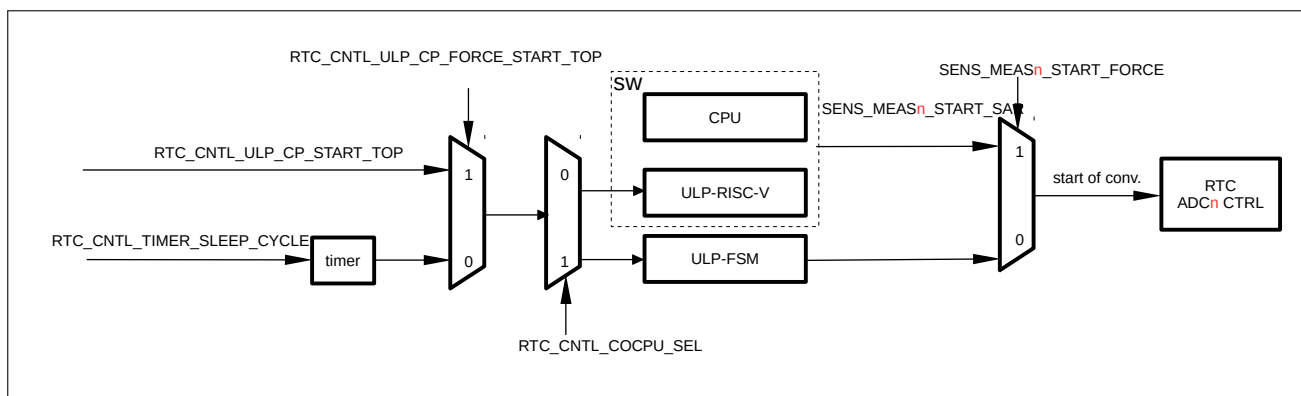 RTC_CNTL_ULP_CP_FORCE_START_TOP
SW
SENS_MEASn_START_FORCE
CPU
SENS_MEASn_START_SAR
RTC_CNTL_ULP_CP_START_TOP
1
0
ULP-RISC-V
1
start of conv.
RTC
ADCn CTRL
RTC_CNTL_TIMER_SLEEP_CYCLE
timer
0
1
ULP-FSM
0
RTC_CNTL_COCPU_SEL